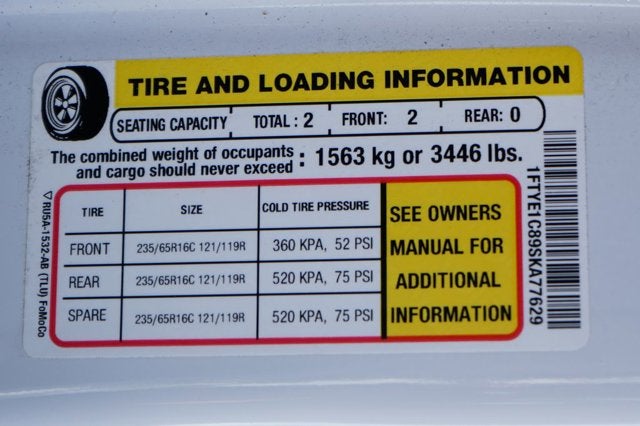 TIRE AND LOADING INFORMATION
SEATING CAPACITY TOTAL: 2 FRONT: 2 REAR: 0
The combined weight of occupants
and cargo should never exceed : 1563 kg or 3446 lbs.
TIRE SIZE COLD TIRE PRESSURE
FRONT 235/65R16C 121/119R 360 KPA, 52 PSI
REAR 235/65R16C 121/119R 520 KPA, 75 PSI
SPARE 235/65R16C 121/119R 520 KPA, 75 PSI
SEE OWNERS
MANUAL FOR
ADDITIONAL
INFORMATION
RU5A-1532-AB (TLU) FoMoCo
1FTYE1C89SKA77629